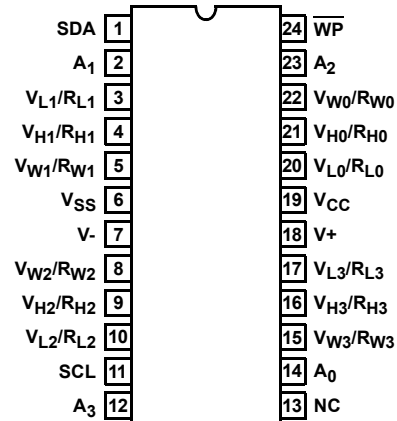 SDA 1 24 W̅P̅
A1 2 23 A2
VL1/RL1 3 22 VW0/RW0
VH1/RH1 4 21 VH0/RH0
VW1/RW1 5 20 VL0/RL0
VSS 6 19 VCC
V- 7 18 V+
VW2/RW2 8 17 VL3/RL3
VH2/RH2 9 16 VH3/RH3
VL2/RL2 10 15 VW3/RW3
SCL 11 14 A0
A3 12 13 NC